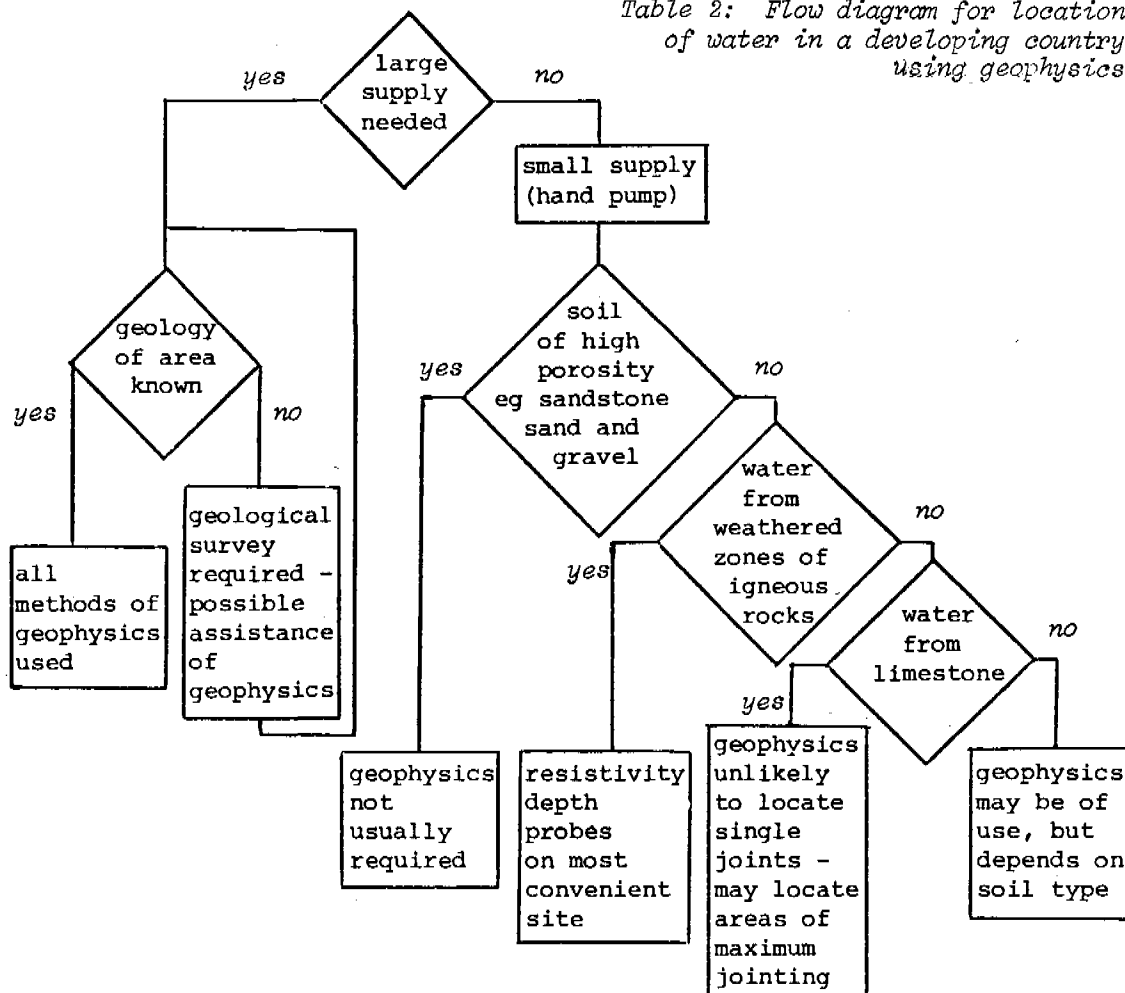 Table 2: Flow diagram for location
of water in a developing country
using geophysics
large
supply
needed
yes
no
small supply
(hand pump)
geology
of area
known
yes
no
all
methods of
geophysics
used
geological
survey
required -
possible
assistance
of
geophysics
soil
of high
porosity
eg sandstone
sand and
gravel
yes
no
geophysics
not
usually
required
water
from
weathered
zones of
igneous
rocks
yes
no
resistivity
depth
probes
on most
convenient
site
water
from
limestone
yes
no
geophysics
unlikely
to locate
single
joints -
may locate
areas of
maximum
jointing
geophysics
may be of
use, but
depends on
soil type